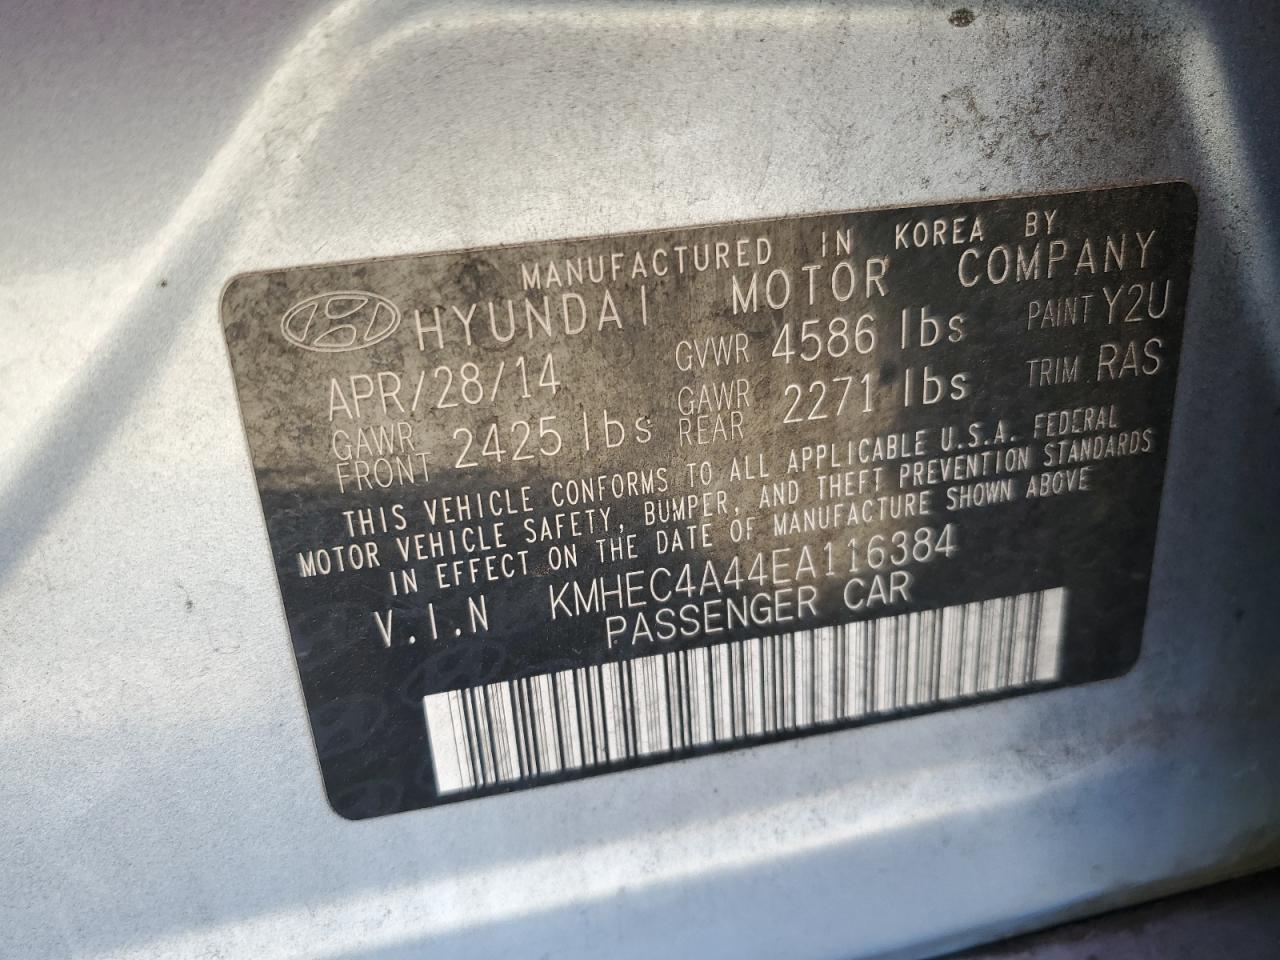 MANUFACTURED IN KOREA BY
HYUNDAI MOTOR COMPANY
APR/28/14 GVWR 4586 lbs PAINT Y2U
GAWR FRONT 2425 lbs GAWR REAR 2271 lbs TRIM RAS
THIS VEHICLE CONFORMS TO ALL APPLICABLE U.S.A. FEDERAL
MOTOR VEHICLE SAFETY, BUMPER, AND THEFT PREVENTION STANDARDS
IN EFFECT ON THE DATE OF MANUFACTURE SHOWN ABOVE
V.I.N KMHEC4A44EA116384
PASSENGER CAR